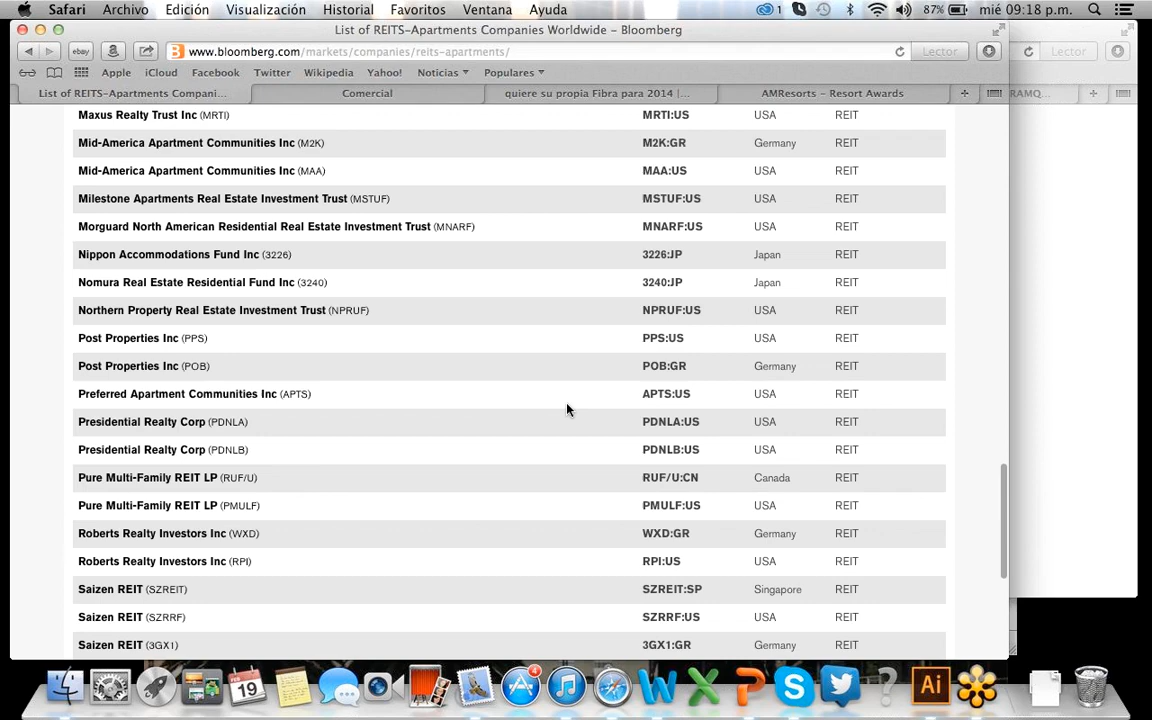 Safari Archivo Edición Visualización Historial Favoritos Ventana Ayuda 1 87% mié 09:18 p.m.
List of REITS-Apartments Companies Worldwide – Bloomberg
ebay www.bloomberg.com/markets/companies/reits-apartments/ Lector Lector
Apple iCloud Facebook Twitter Wikipedia Yahoo! Noticias Populares
List of REITS-Apartments Compani... Comercial quiere su propia Fibra para 2014 |... AMResorts – Resort Awards RAMQ...
Maxus Realty Trust Inc (MRTI) MRTI:US USA REIT
Mid-America Apartment Communities Inc (M2K) M2K:GR Germany REIT
Mid-America Apartment Communities Inc (MAA) MAA:US USA REIT
Milestone Apartments Real Estate Investment Trust (MSTUF) MSTUF:US USA REIT
Morguard North American Residential Real Estate Investment Trust (MNARF) MNARF:US USA REIT
Nippon Accommodations Fund Inc (3226) 3226:JP Japan REIT
Nomura Real Estate Residential Fund Inc (3240) 3240:JP Japan REIT
Northern Property Real Estate Investment Trust (NPRUF) NPRUF:US USA REIT
Post Properties Inc (PPS) PPS:US USA REIT
Post Properties Inc (POB) POB:GR Germany REIT
Preferred Apartment Communities Inc (APTS) APTS:US USA REIT
Presidential Realty Corp (PDNLA) PDNLA:US USA REIT
Presidential Realty Corp (PDNLB) PDNLB:US USA REIT
Pure Multi-Family REIT LP (RUF/U) RUF/U:CN Canada REIT
Pure Multi-Family REIT LP (PMULF) PMULF:US USA REIT
Roberts Realty Investors Inc (WXD) WXD:GR Germany REIT
Roberts Realty Investors Inc (RPI) RPI:US USA REIT
Saizen REIT (SZREIT) SZREIT:SP Singapore REIT
Saizen REIT (SZRRF) SZRRF:US USA REIT
Saizen REIT (3GX1) 3GX1:GR Germany REIT
FEB 19 4 W X P S ? Ai